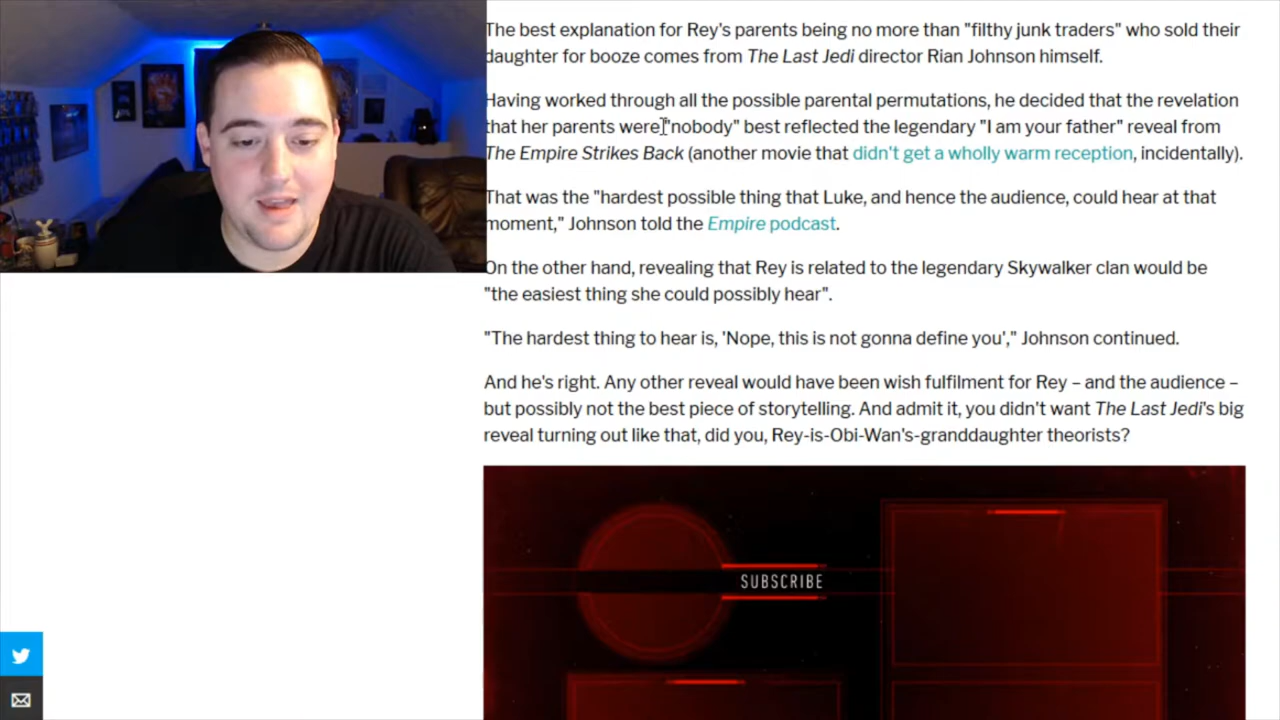 The best explanation for Rey's parents being no more than "filthy junk traders" who sold their
daughter for booze comes from The Last Jedi director Rian Johnson himself.
Having worked through all the possible parental permutations, he decided that the revelation
that her parents were "nobody" best reflected the legendary "I am your father" reveal from
The Empire Strikes Back (another movie that didn't get a wholly warm reception, incidentally).
That was the "hardest possible thing that Luke, and hence the audience, could hear at that
moment," Johnson told the Empire podcast.
On the other hand, revealing that Rey is related to the legendary Skywalker clan would be
"the easiest thing she could possibly hear".
"The hardest thing to hear is, 'Nope, this is not gonna define you'," Johnson continued.
And he's right. Any other reveal would have been wish fulfilment for Rey – and the audience –
but possibly not the best piece of storytelling. And admit it, you didn't want The Last Jedi's big
reveal turning out like that, did you, Rey-is-Obi-Wan's-granddaughter theorists?
SUBSCRIBE